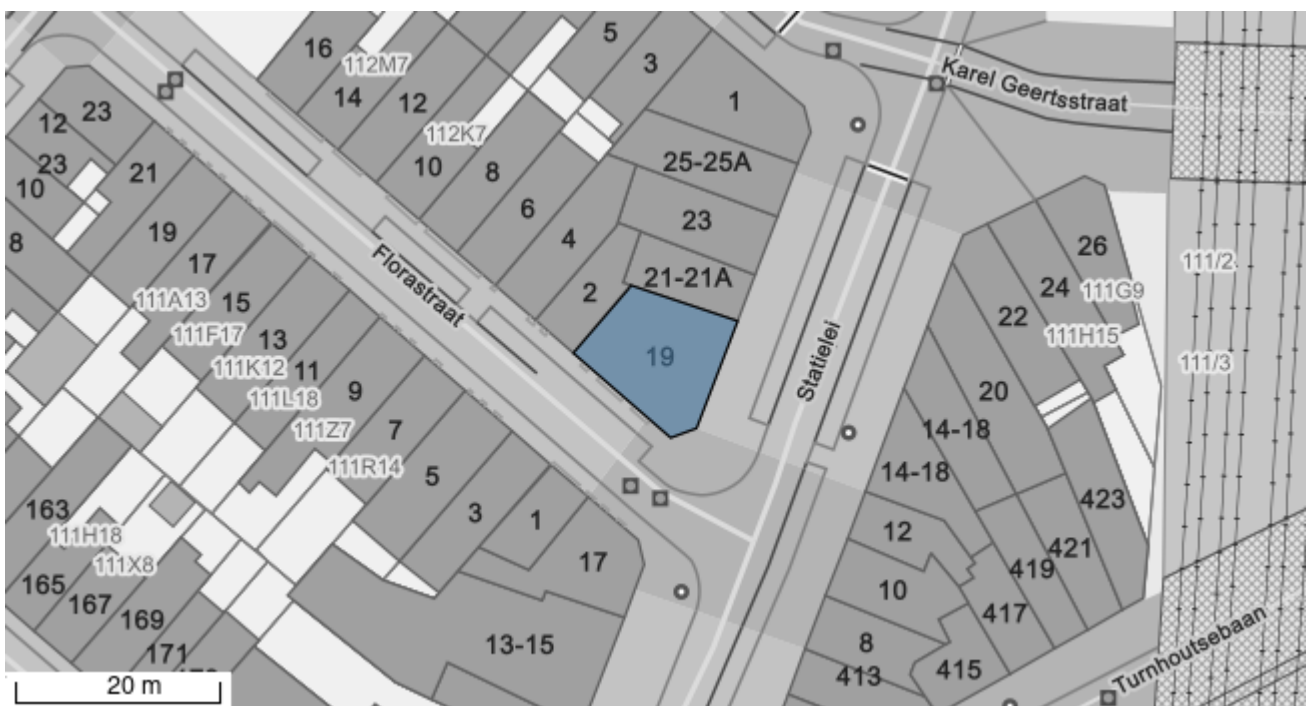 16
112M7
14
5
3
Karel Geertsstraat
12
23
12
1
112K7
23
21
10
8
25-25A
10
6
23
26
8
19
4
17
Florastraat
21-21A
24
111/2
111G9
111A13
15
2
22
111F17
13
19
Statielei
111H15
111/3
111K12
11
9
20
111L18
7
14-18
111Z7
111R14
5
14-18
423
163
3
1
12
421
111H18
17
419
111X8
10
165
167
417
169
8
13-15
171
415
413
Turnhoutsebaan
20 m